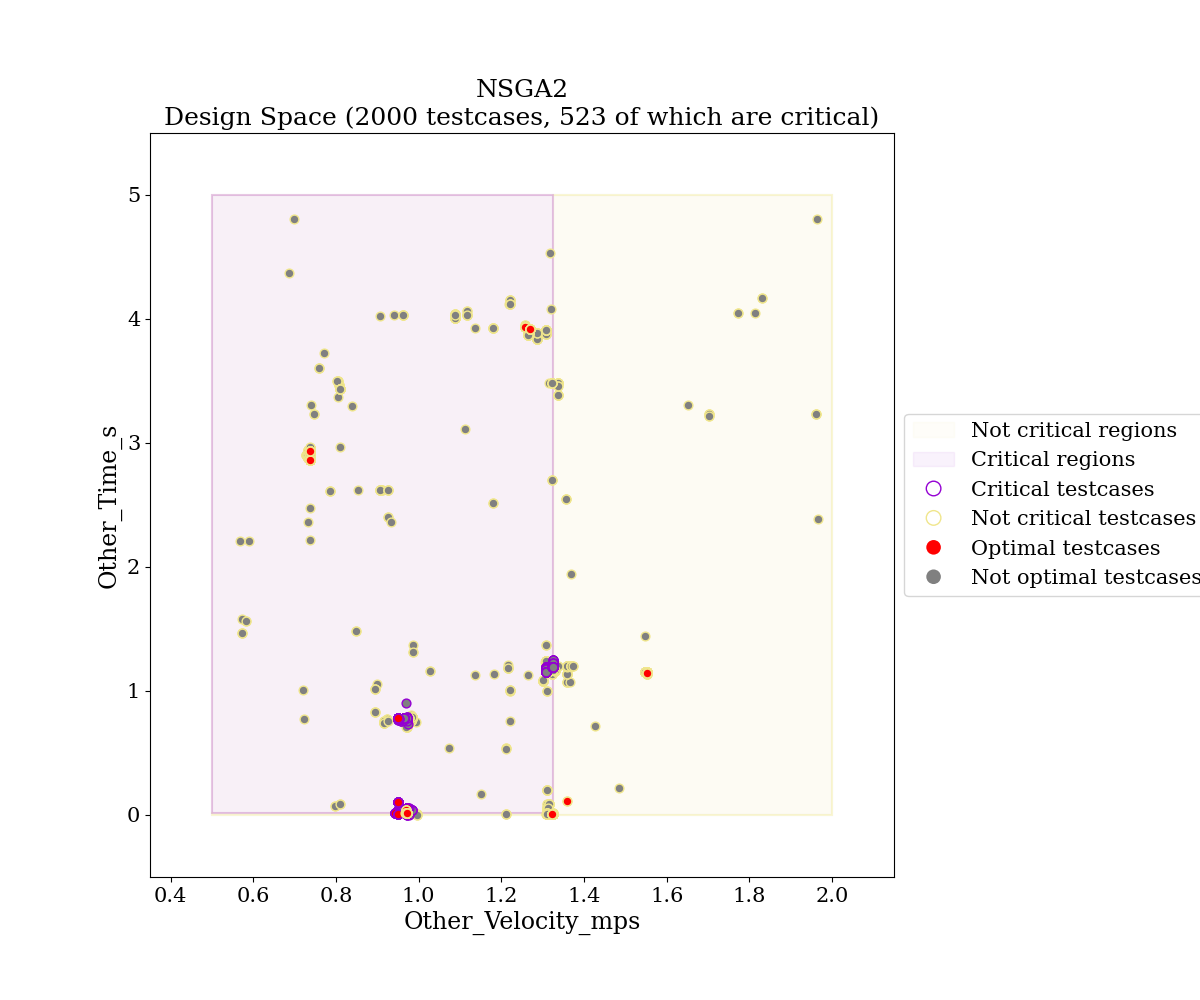 NSGA2
Design Space (2000 testcases, 523 of which are critical)
5
4
3
2
1
0
Other_Time_s
0.4
0.6
0.8
1.0
1.2
1.4
1.6
1.8
2.0
Other_Velocity_mps
Not critical regions
Critical regions
Critical testcases
Not critical testcases
Optimal testcases
Not optimal testcases